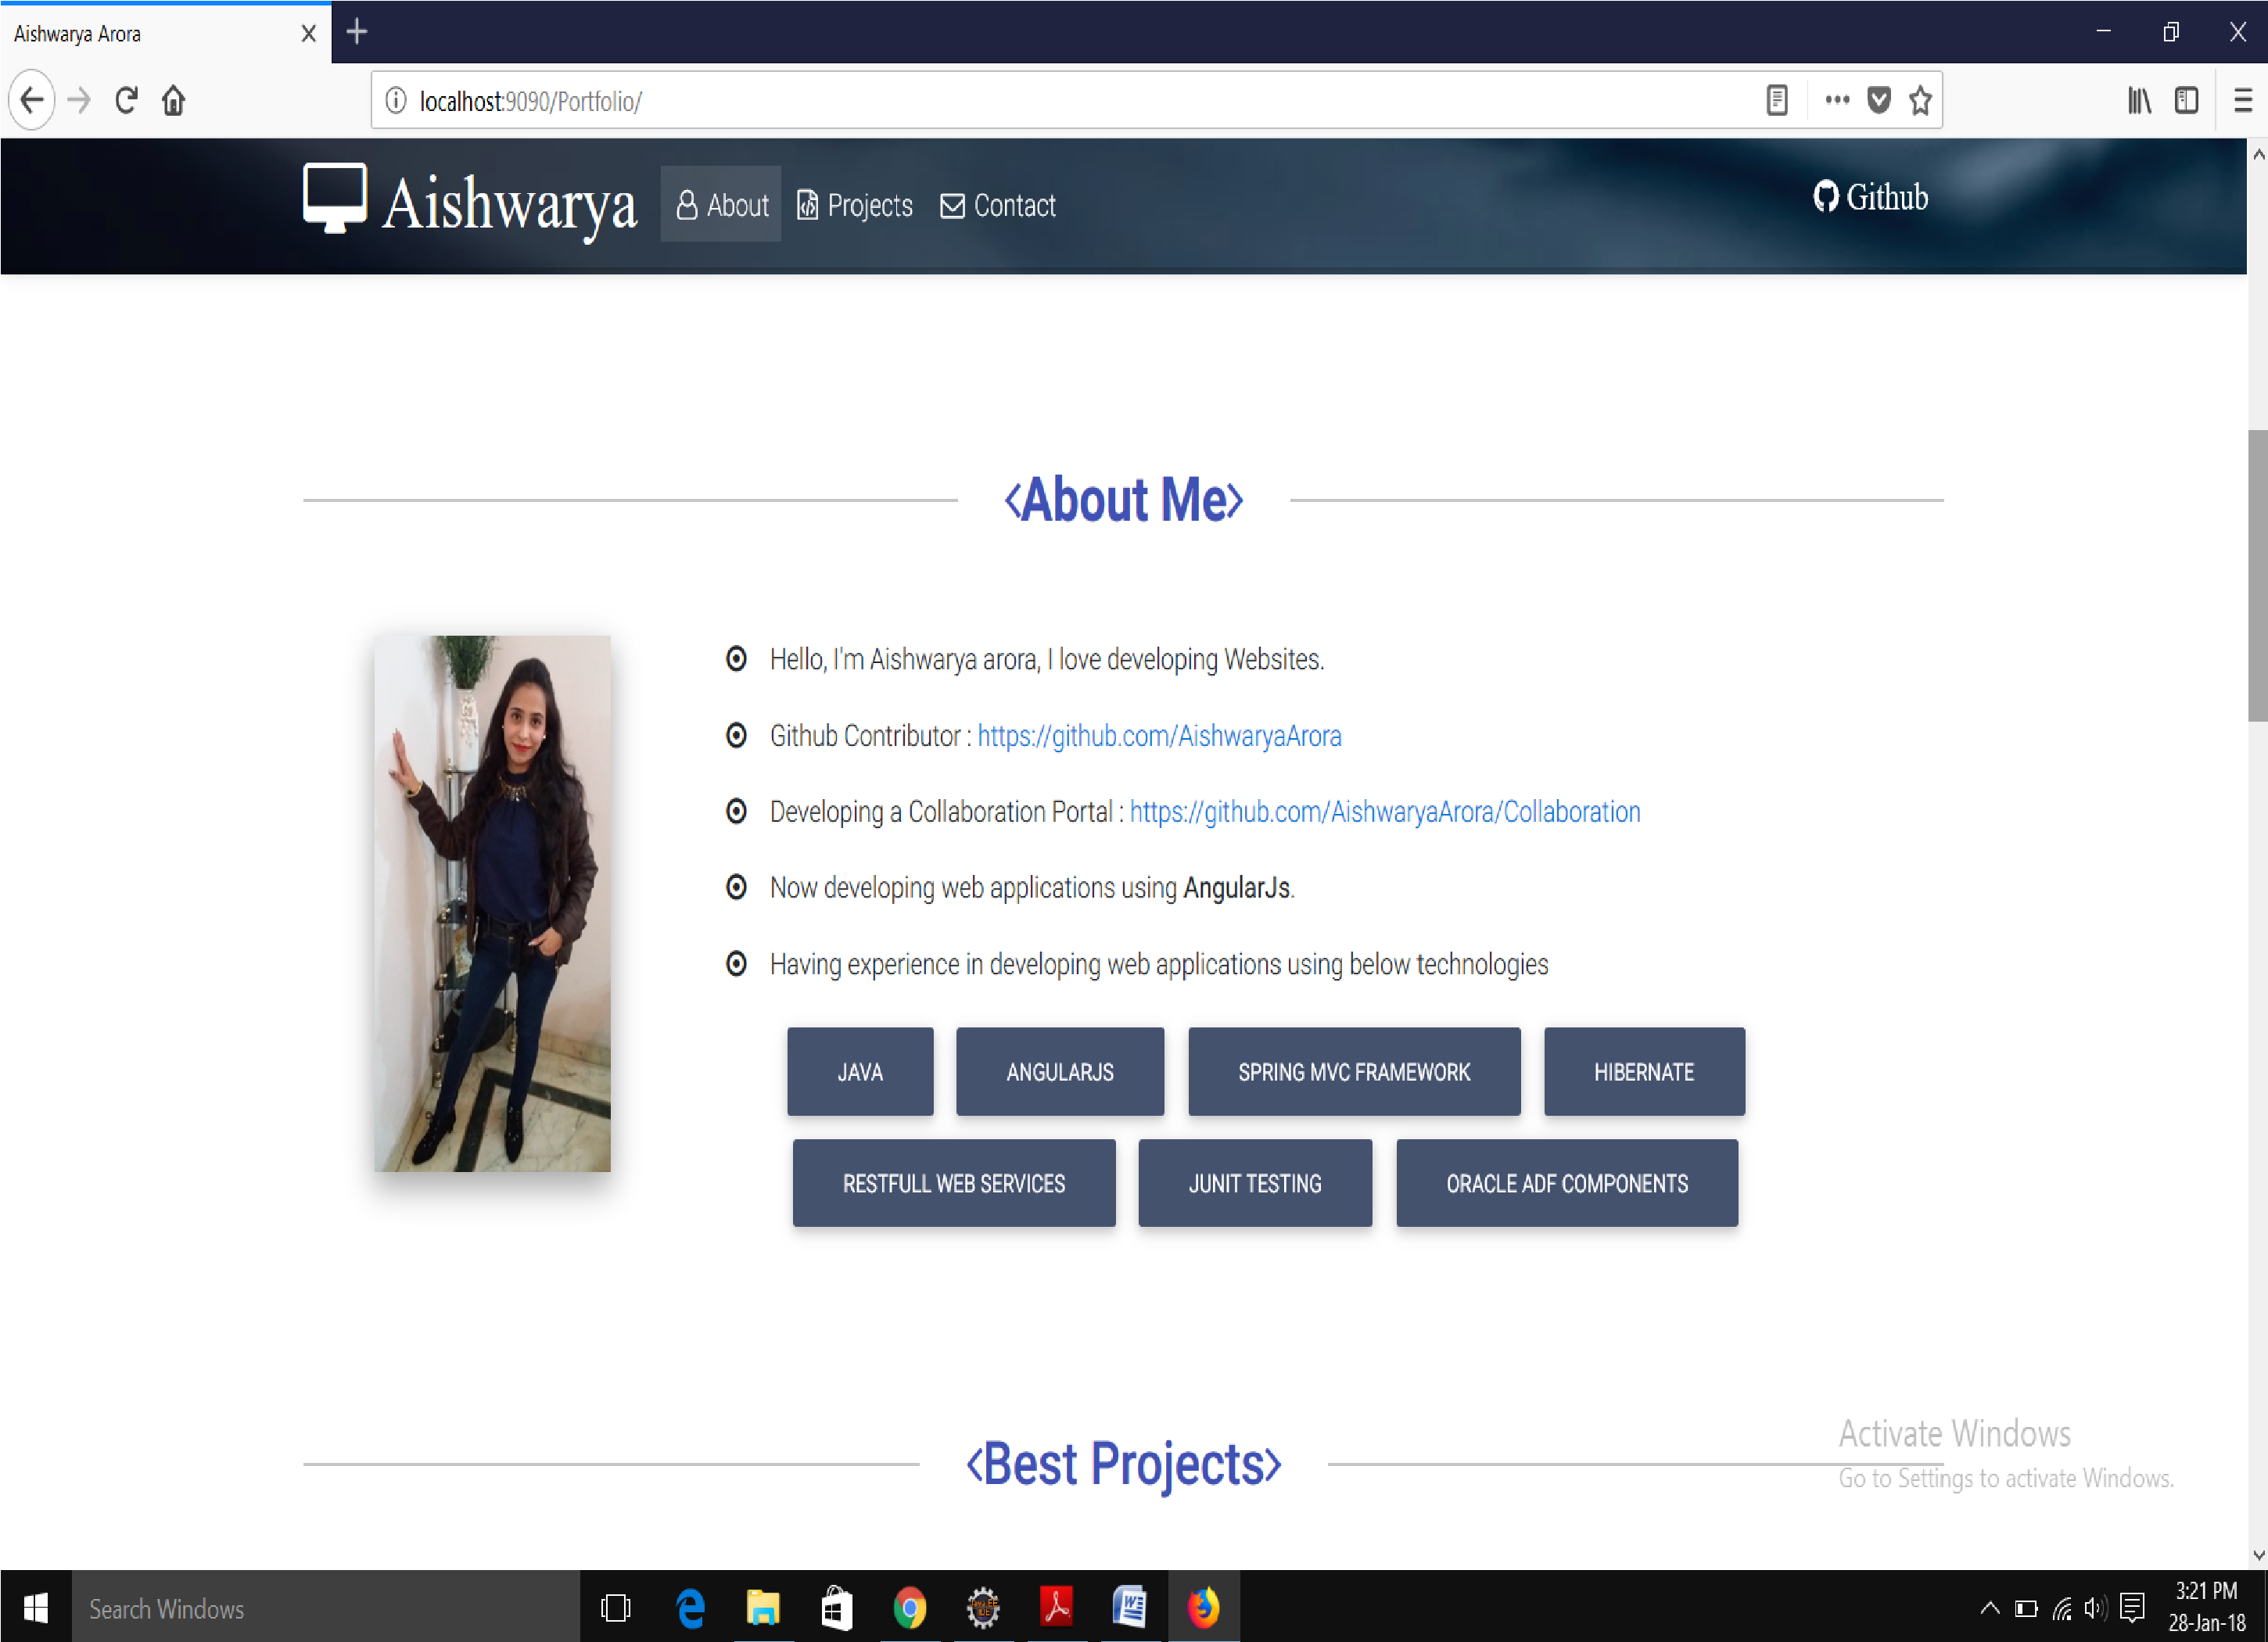 Aishwarya Arora
localhost:9090/Portfolio/
Aishwarya About Projects Contact Github
<About Me>
Hello, I'm Aishwarya arora, I love developing Websites.
Github Contributor : https://github.com/AishwaryaArora
Developing a Collaboration Portal : https://github.com/AishwaryaArora/Collaboration
Now developing web applications using AngularJs.
Having experience in developing web applications using below technologies
JAVA ANGULARJS SPRING MVC FRAMEWORK HIBERNATE
RESTFULL WEB SERVICES JUNIT TESTING ORACLE ADF COMPONENTS
Activate Windows
<Best Projects>
Go to Settings to activate Windows.
Search Windows
3:21 PM
28-Jan-18